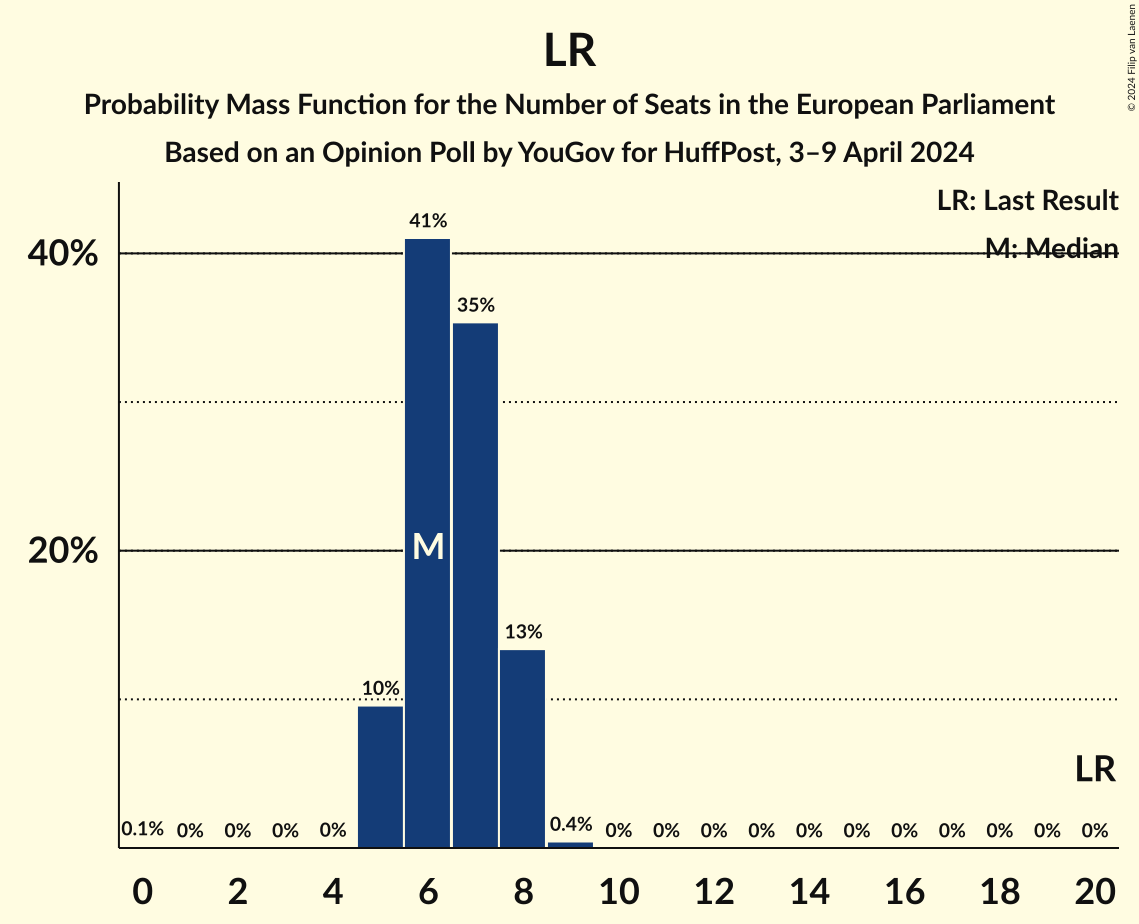 LR
Probability Mass Function for the Number of Seats in the European Parliament
Based on an Opinion Poll by YouGov for HuffPost, 3–9 April 2024
© 2024 Filip van Laenen
LR: Last Result
M: Median
40%
20%
0.1% 0% 0% 0% 0% 10% 41% 35% 13% 0.4% 0% 0% 0% 0% 0% 0% 0% 0% 0% 0% 0%
M
LR
0 2 4 6 8 10 12 14 16 18 20